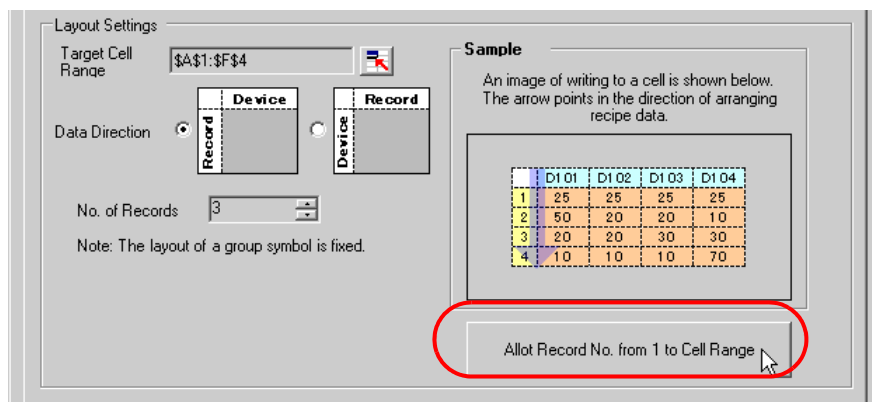 Layout Settings
Target Cell
Range
$A$1:$F$4
Data Direction
Device
Record
Record
Device
No. of Records
3
Note: The layout of a group symbol is fixed.
Sample
An image of writing to a cell is shown below.
The arrow points in the direction of arranging
recipe data.
D101 D102 D103 D104
1 25 25 25 25
2 50 20 20 10
3 20 20 30 30
4 10 10 10 70
Allot Record No. from 1 to Cell Range